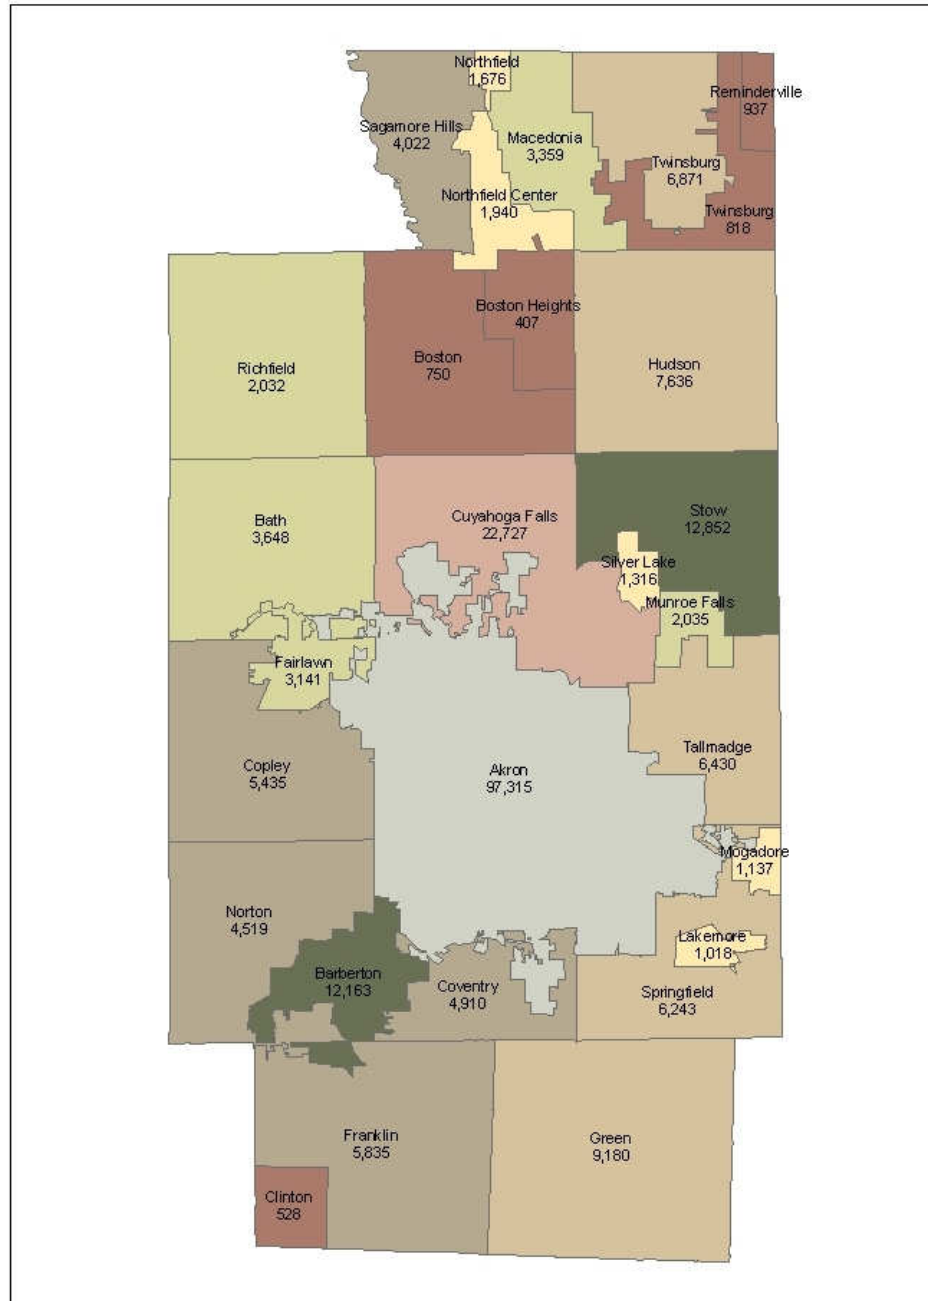 Northfield
1,676
Reminderville
937
Sagamore Hills
4,022
Macedonia
3,359
Twinsburg
6,871
Northfield Center
1,940
Twinsburg
818
Boston Heights
407
Richfield
2,032
Boston
750
Hudson
7,636
Bath
3,648
Cuyahoga Falls
22,727
Stow
12,852
Silver Lake
1,316
Munroe Falls
2,035
Fairlawn
3,141
Copley
5,435
Akron
97,315
Tallmadge
6,430
Mogadore
1,137
Norton
4,519
Lakemore
1,018
Barberton
12,163
Coventry
4,910
Springfield
6,243
Franklin
5,835
Green
9,180
Clinton
528